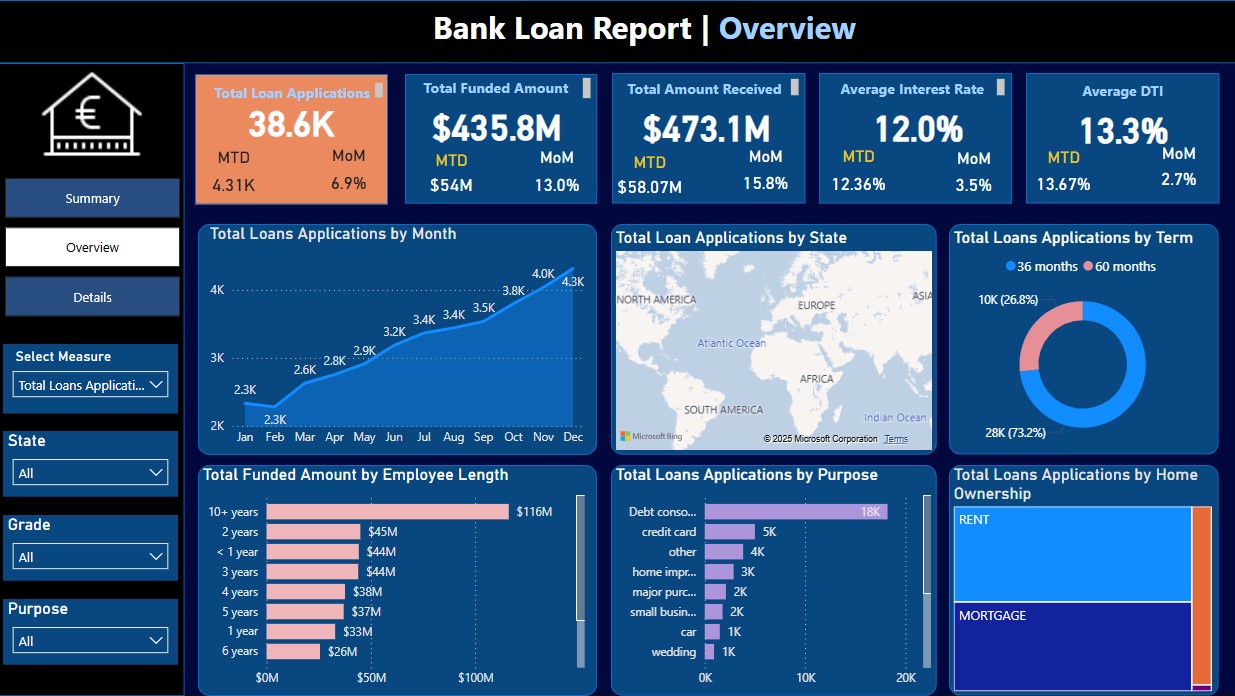 Bank Loan Report | Overview
€
Summary
Overview
Details
Select Measure
Total Loans Applicati...
State
All
Grade
All
Purpose
All
Total Loan Applications
38.6K
MTD MoM
4.31K 6.9%
Total Funded Amount
$435.8M
MTD MoM
$54M 13.0%
Total Amount Received
$473.1M
MTD MoM
$58.07M 15.8%
Average Interest Rate
12.0%
MTD MoM
12.36% 3.5%
Average DTI
13.3%
MTD MoM
13.67% 2.7%
Total Loans Applications by Month
4K
3K
2K
2.3K
2.3K
2.6K
2.8K
2.9K
3.2K
3.4K
3.4K
3.5K
3.8K
4.0K
4.3K
Jan Feb Mar Apr May Jun Jul Aug Sep Oct Nov Dec
Total Loan Applications by State
NORTH AMERICA
EUROPE
ASIA
Atlantic Ocean
AFRICA
SOUTH AMERICA
Indian Ocean
Microsoft Bing
© 2025 Microsoft Corporation Terms
Total Loans Applications by Term
36 months 60 months
10K (26.8%)
28K (73.2%)
Total Funded Amount by Employee Length
10+ years $116M
2 years $45M
< 1 year $44M
3 years $44M
4 years $38M
5 years $37M
1 year $33M
6 years $26M
$0M $50M $100M
Total Loans Applications by Purpose
Debt conso... 18K
credit card 5K
other 4K
home impr... 3K
major purc... 2K
small busin... 2K
car 1K
wedding 1K
0K 10K 20K
Total Loans Applications by Home
Ownership
RENT
MORTGAGE